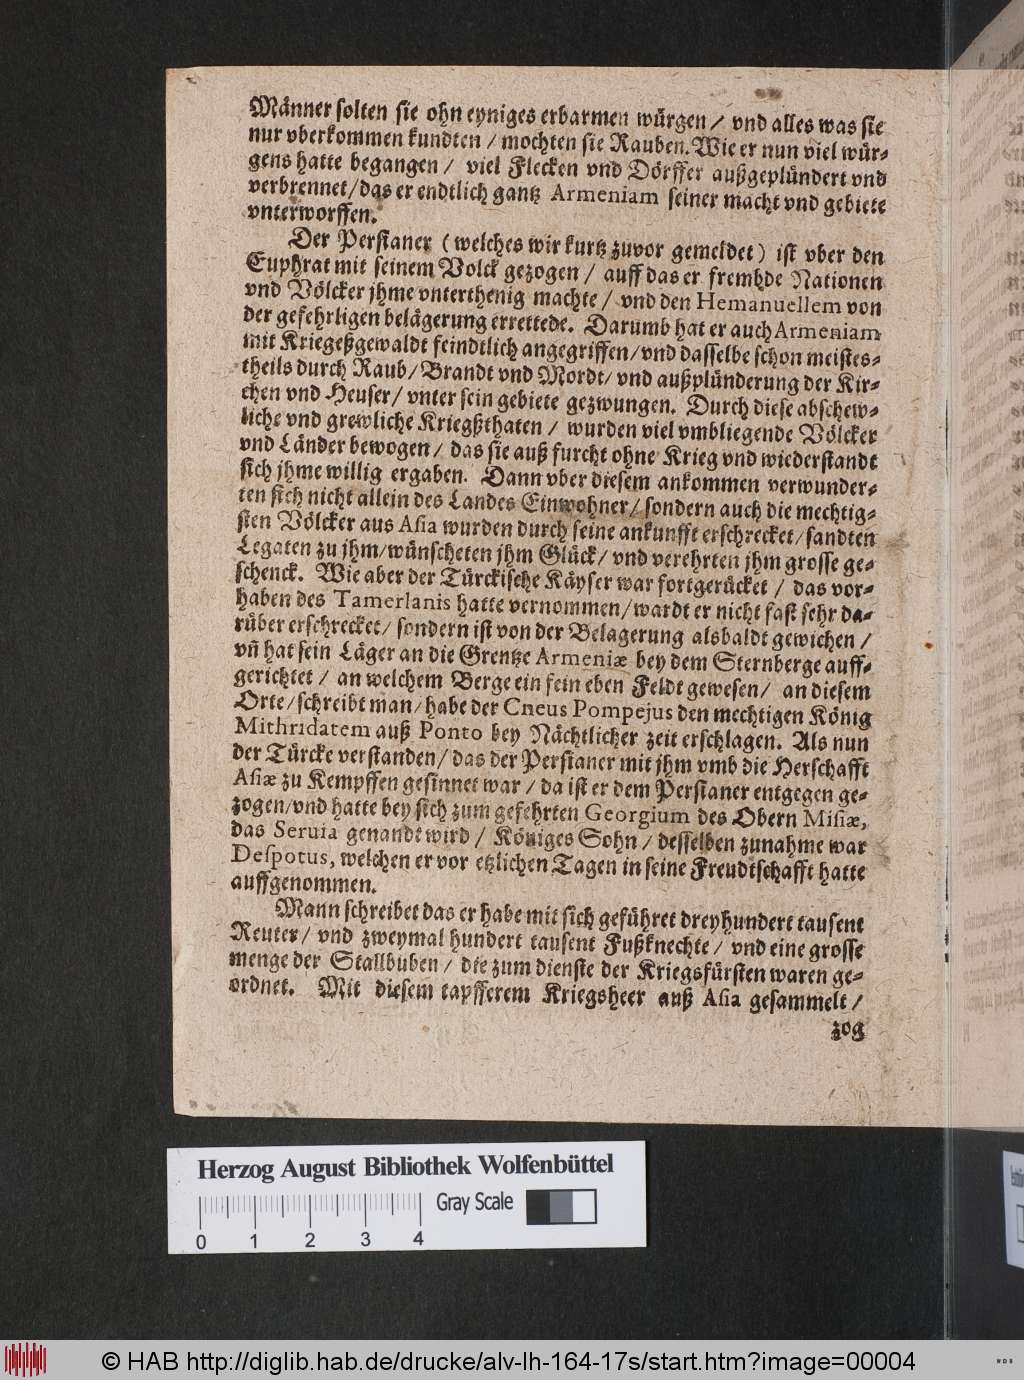 Männer solten sie ohn eyniges erbarmen würgen / vnd alles was sie
nur vberkommen kundten / mochten sie Rauben. Wie er nun viel wür-
gens hatte begangen / viel Flecken vnd Dörffer außgeplündert vnd
verbrennet / das er endtlich gantz Armeniam seiner macht vnd gebiete
vnterworffen.
Der Persianer (welches wir kurtz zuvor gemeldet) ist vber den
Euphrat mit seinem Volck gezogen / auff das er frembde Nationen
vnd Völcker jhme vnterthenig machte / vnd den Hemanuellem von
der gefehrligen belägerung errettede. Darumb hat er auch Armeniam
mit Kriegeßgewaldt feindtlich angegriffen / vnd dasselbe schon meistes-
theils durch Raub / Brandt vnd Mordt / vnd außplünderung der Kir-
chen vnd Heuser / vnter sein gebiete gezwungen. Durch diese abschew-
liche vnd grewliche Kriegßthaten / wurden viel vmbliegende Völcker
vnd Länder bewogen / das sie auß furcht ohne Krieg vnd wiederstandt
sich jhme willig ergaben. Dann vber diesem ankommen verwunder-
ten sich nicht allein des Landes Einwohner / sondern auch die mechtig-
sten Völcker aus Asia wurden durch seine ankunfft erschrecket / sandten
Legaten zu jhm / wünscheten jhm Glück / vnd verehrten jhm grosse ge-
schenck. Wie aber der Türckische Käyser war fortgerücket / das vor-
haben des Tamerlanis hatte vernommen / wardt er nicht fast sehr da-
rüber erschrecket / sondern ist von der Belagerung alsbaldt gewichen /
vñ hat sein Läger an die Grentze Armeniæ bey dem Sternberge auff-
gerichtet / an welchem Berge ein fein eben Feldt gewesen / an diesem
Orte / schreibt man / habe der Cneus Pompejus den mechtigen König
Mithridatem auß Ponto bey Nächtlicher zeit erschlagen. Als nun
der Türcke verstanden / das der Persianer mit jhm vmb die Herschafft
Asiæ zu Kempffen gesinnet war / da ist er dem Persianer entgegen ge-
zogen / vnd hatte bey sich zum gefehrten Georgium des Obern Misiæ,
das Seruia genandt wird / Königes Sohn / desselben zunahme war
Despotus, welchen er vor etzlichen Tagen in seine Freudtschafft hatte
auffgenommen.
Mann schreibet das er habe mit sich geführet dreyhundert tausent
Reuter / vnd zweymal hundert tausent Fußknechte / vnd eine grosse
menge der Stallbuben / die zum dienste der Kriegsfürsten waren ge-
ordnet. Mit diesem tapfferem Kriegsheer auß Asia gesammelt /
zog
Herzog August Bibliothek Wolfenbüttel
Gray Scale
0 1 2 3 4
© HAB http://diglib.hab.de/drucke/alv-lh-164-17s/start.htm?image=00004